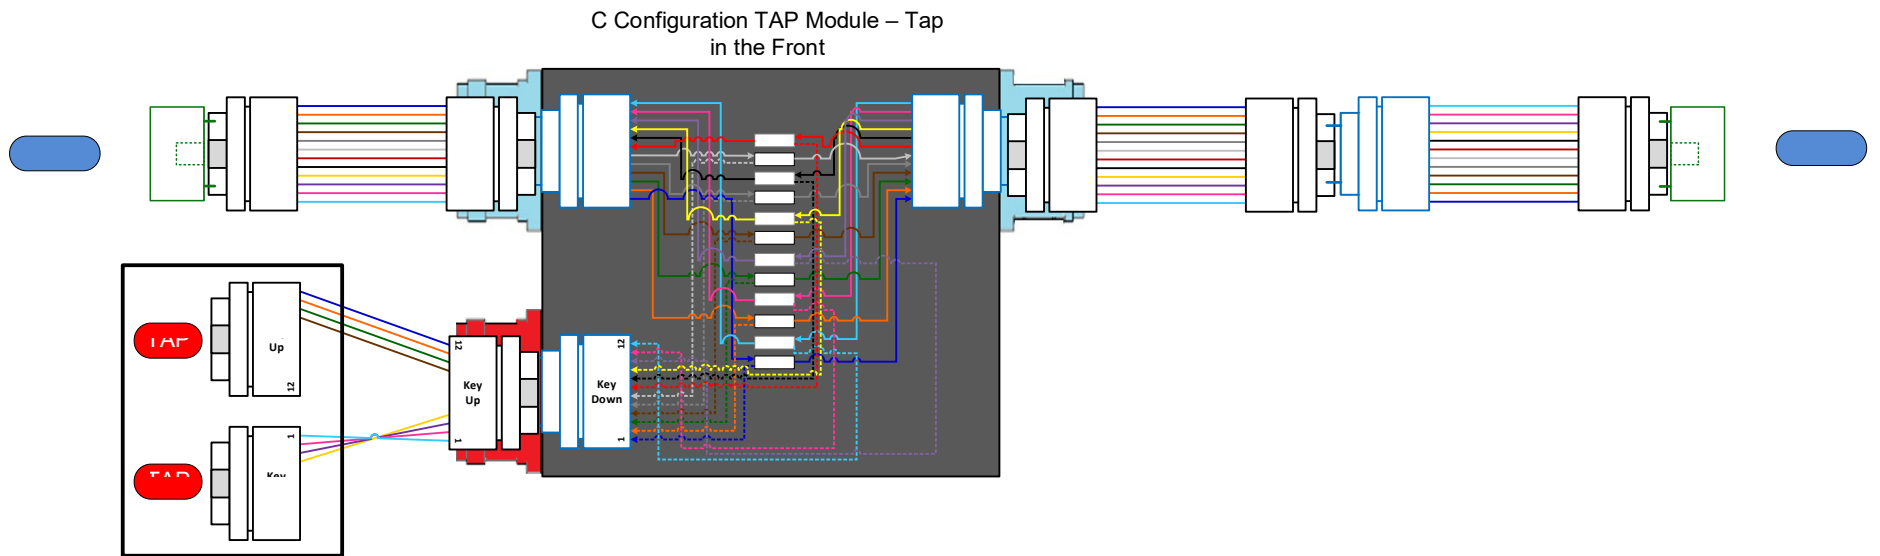 C Configuration TAP Module – Tap
in the Front
Up
12
1
12
Key
Up
1
12
Key
Down
1